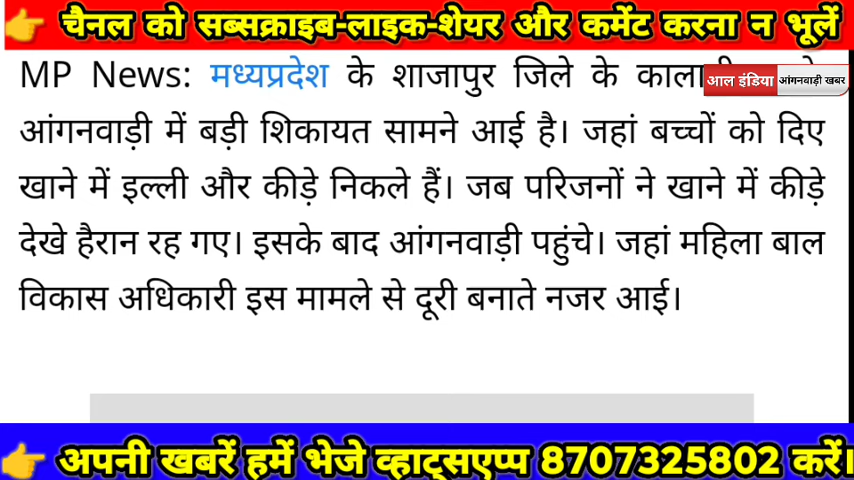 👉 चैनल को सब्सक्राइब-लाइक-शेयर और कमेंट करना न भूलें
MP News: मध्यप्रदेश के शाजापुर जिले के
आल इंडिया आंगनवाड़ी खबर
आंगनवाड़ी में बड़ी शिकायत सामने आई है। जहां बच्चों को दिए
खाने में इल्ली और कीड़े निकले हैं। जब परिजनों ने खाने में कीड़े
देखे हैरान रह गए। इसके बाद आंगनवाड़ी पहुंचे। जहां महिला बाल
विकास अधिकारी इस मामले से दूरी बनाते नजर आई।
👉 अपनी खबरें हमें भेजे व्हाट्सएप्प 8707325802 करें।